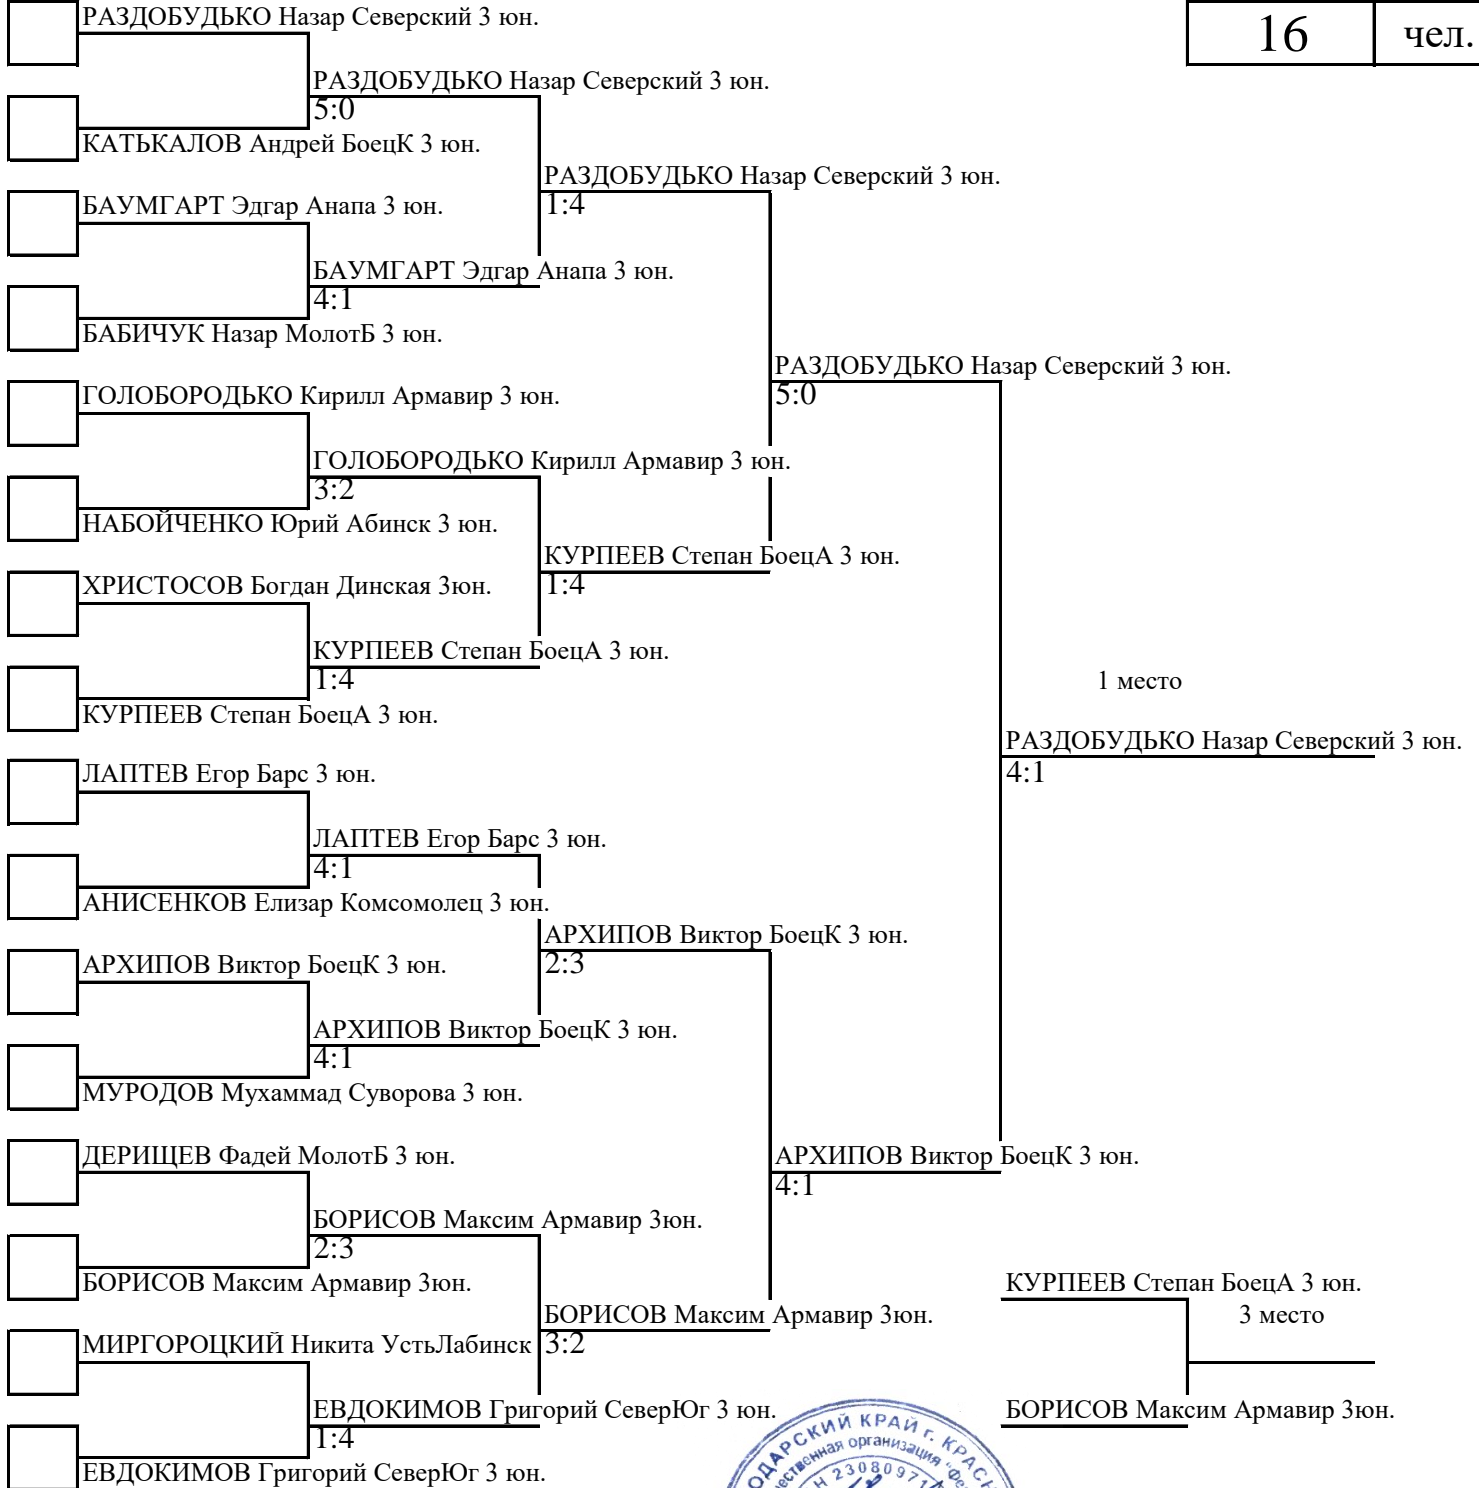 РАЗДОБУДЬКО Назар Северский 3 юн.
16 чел.
РАЗДОБУДЬКО Назар Северский 3 юн.
5:0
КАТЬКАЛОВ Андрей БоецК 3 юн.
РАЗДОБУДЬКО Назар Северский 3 юн.
1:4
БАУМГАРТ Эдгар Анапа 3 юн.
БАУМГАРТ Эдгар Анапа 3 юн.
4:1
БАБИЧУК Назар МолотБ 3 юн.
РАЗДОБУДЬКО Назар Северский 3 юн.
5:0
ГОЛОБОРОДЬКО Кирилл Армавир 3 юн.
ГОЛОБОРОДЬКО Кирилл Армавир 3 юн.
3:2
НАБОЙЧЕНКО Юрий Абинск 3 юн.
КУРПЕЕВ Степан БоецА 3 юн.
1:4
ХРИСТОСОВ Богдан Динская 3юн.
КУРПЕЕВ Степан БоецА 3 юн.
1:4
1 место
КУРПЕЕВ Степан БоецА 3 юн.
РАЗДОБУДЬКО Назар Северский 3 юн.
4:1
ЛАПТЕВ Егор Барс 3 юн.
ЛАПТЕВ Егор Барс 3 юн.
4:1
АНИСЕНКОВ Елизар Комсомолец 3 юн.
АРХИПОВ Виктор БоецК 3 юн.
2:3
АРХИПОВ Виктор БоецК 3 юн.
АРХИПОВ Виктор БоецК 3 юн.
4:1
МУРОДОВ Мухаммад Суворова 3 юн.
ДЕРИЩЕВ Фадей МолотБ 3 юн.
АРХИПОВ Виктор БоецК 3 юн.
4:1
БОРИСОВ Максим Армавир 3юн.
2:3
БОРИСОВ Максим Армавир 3юн.
КУРПЕЕВ Степан БоецА 3 юн.
БОРИСОВ Максим Армавир 3юн.
3 место
3:2
МИРГОРОЦКИЙ Никита УстьЛабинск
ЕВДОКИМОВ Григорий СеверЮг 3 юн.
1:4
БОРИСОВ Максим Армавир 3юн.
ЕВДОКИМОВ Григорий СеверЮг 3 юн.
КРАЙ г.
организация